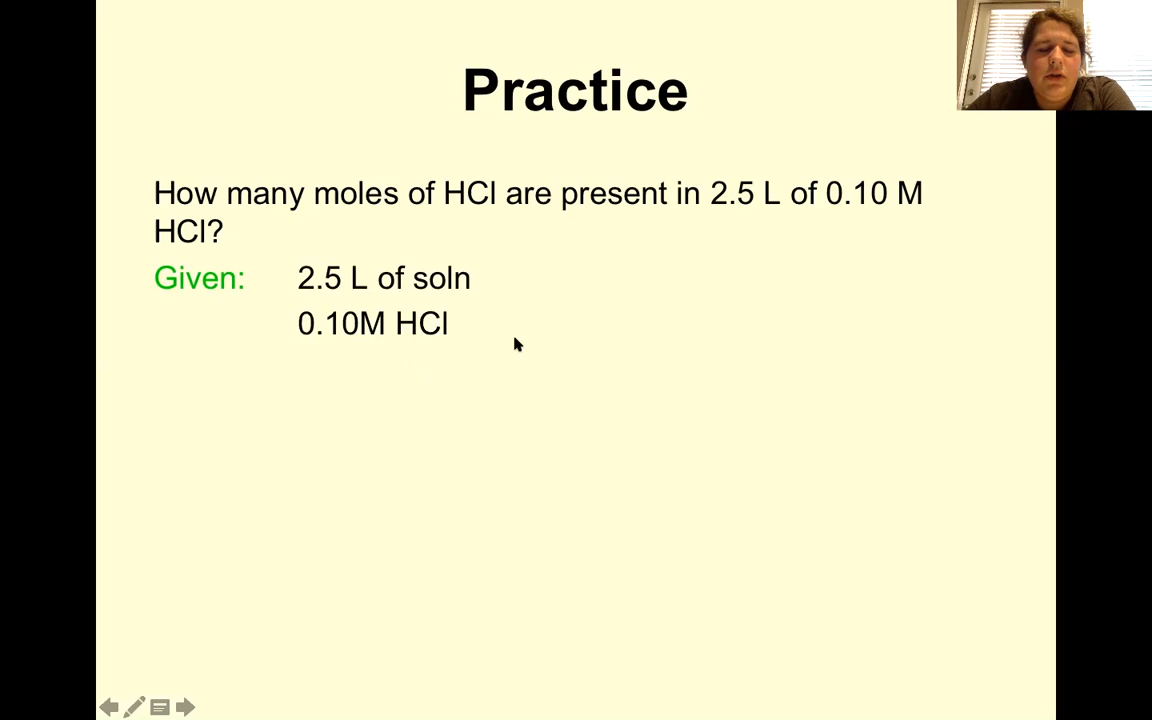 Practice
How many moles of HCl are present in 2.5 L of 0.10 M
HCl?
Given: 2.5 L of soln
0.10M HCl